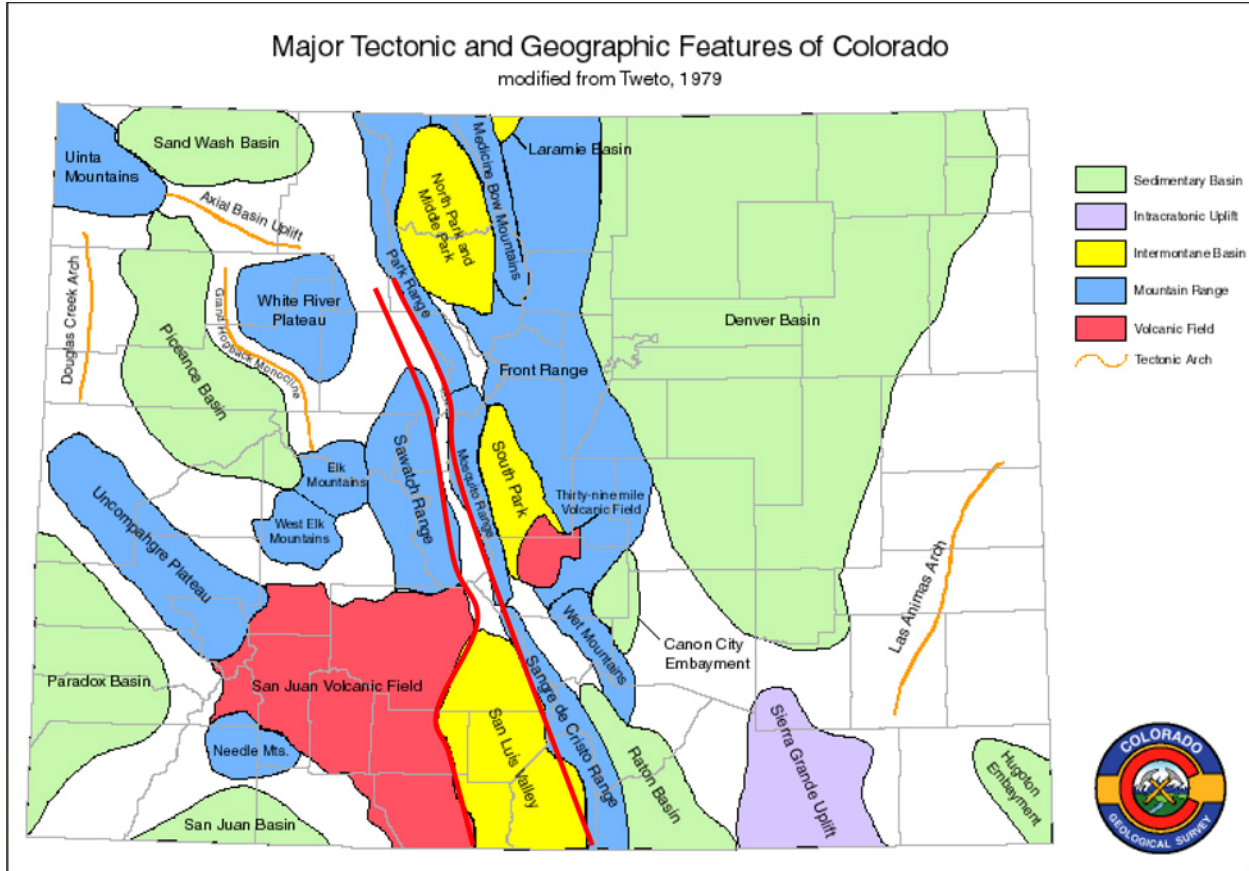 Major Tectonic and Geographic Features of Colorado
modified from Tweto, 1979
Sand Wash Basin
Uinta
Mountains
Axial Basin Uplift
Douglas Creek Arch
Piceance Basin
Grand Hogback Monocline
White River
Plateau
Park Range
North Park and
Middle Park
Medicine Bow Mountains
Laramie Basin
Denver Basin
Front Range
Sedimentary Basin
Intracratonic Uplift
Intermontane Basin
Mountain Range
Volcanic Field
Tectonic Arch
Elk
Mountains
West Elk
Mountains
Sawatch Range
Mosquito Range
South Park
Thirty-nine mile
Volcanic Field
Uncompahgre Plateau
Las Animas Arch
Canon City
Embayment
Wet Mountains
Paradox Basin
San Juan Volcanic Field
Needle Mts.
San Juan Basin
San Luis
Valley
Sangre de Cristo Range
Raton Basin
Sierra Grande Uplift
Hugoton
Embayment
COLORADO
GEOLOGICAL SURVEY